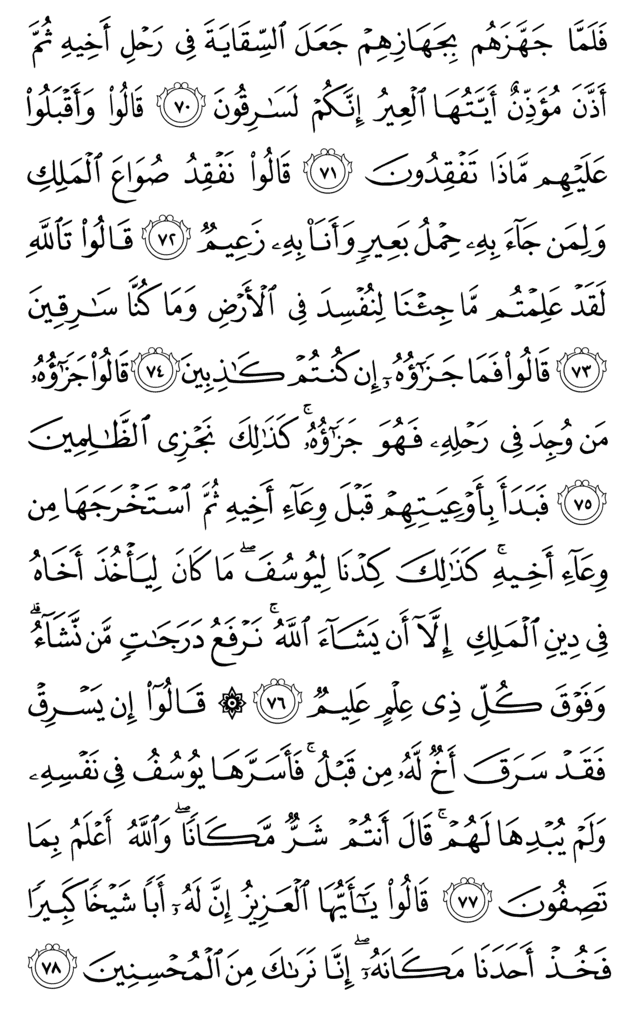 فَلَمَّا جَهَّزَهُم بِجَهَازِهِمْ جَعَلَ ٱلسِّقَايَةَ فِى رَحْلِ أَخِيهِ ثُمَّ
أَذَّنَ مُؤَذِّنٌ أَيَّتُهَا ٱلْعِيرُ إِنَّكُمْ لَسَٰرِقُونَ ٧٠ قَالُوا۟ وَأَقْبَلُوا۟
عَلَيْهِم مَّاذَا تَفْقِدُونَ ٧١ قَالُوا۟ نَفْقِدُ صُوَاعَ ٱلْمَلِكِ
وَلِمَن جَآءَ بِهِۦ حِمْلُ بَعِيرٍ وَأَنَا۠ بِهِۦ زَعِيمٌ ٧٢ قَالُوا۟ تَٱللَّهِ
لَقَدْ عَلِمْتُم مَّا جِئْنَا لِنُفْسِدَ فِى ٱلْأَرْضِ وَمَا كُنَّا سَٰرِقِينَ
٧٣ قَالُوا۟ فَمَا جَزَٰٓؤُهُۥٓ إِن كُنتُمْ كَٰذِبِينَ ٧٤ قَالُوا۟ جَزَٰٓؤُهُۥ
مَن وُجِدَ فِى رَحْلِهِۦ فَهُوَ جَزَٰٓؤُهُۥ ۚ كَذَٰلِكَ نَجْزِى ٱلظَّٰلِمِينَ
٧٥ فَبَدَأَ بِأَوْعِيَتِهِمْ قَبْلَ وِعَآءِ أَخِيهِ ثُمَّ ٱسْتَخْرَجَهَا مِن
وِعَآءِ أَخِيهِ ۚ كَذَٰلِكَ كِدْنَا لِيُوسُفَ ۖ مَا كَانَ لِيَأْخُذَ أَخَاهُ
فِى دِينِ ٱلْمَلِكِ إِلَّآ أَن يَشَآءَ ٱللَّهُ ۚ نَرْفَعُ دَرَجَٰتٍ مَّن نَّشَآءُ ۗ
وَفَوْقَ كُلِّ ذِى عِلْمٍ عَلِيمٌ ٧٦ ۞ قَالُوٓا۟ إِن يَسْرِقْ
فَقَدْ سَرَقَ أَخٌ لَّهُۥ مِن قَبْلُ ۚ فَأَسَرَّهَا يُوسُفُ فِى نَفْسِهِۦ
وَلَمْ يُبْدِهَا لَهُمْ ۚ قَالَ أَنتُمْ شَرٌّ مَّكَانًا ۖ وَٱللَّهُ أَعْلَمُ بِمَا
تَصِفُونَ ٧٧ قَالُوا۟ يَٰٓأَيُّهَا ٱلْعَزِيزُ إِنَّ لَهُۥٓ أَبًا شَيْخًا كَبِيرًا
فَخُذْ أَحَدَنَا مَكَانَهُۥٓ ۖ إِنَّا نَرَىٰكَ مِنَ ٱلْمُحْسِنِينَ ٧٨